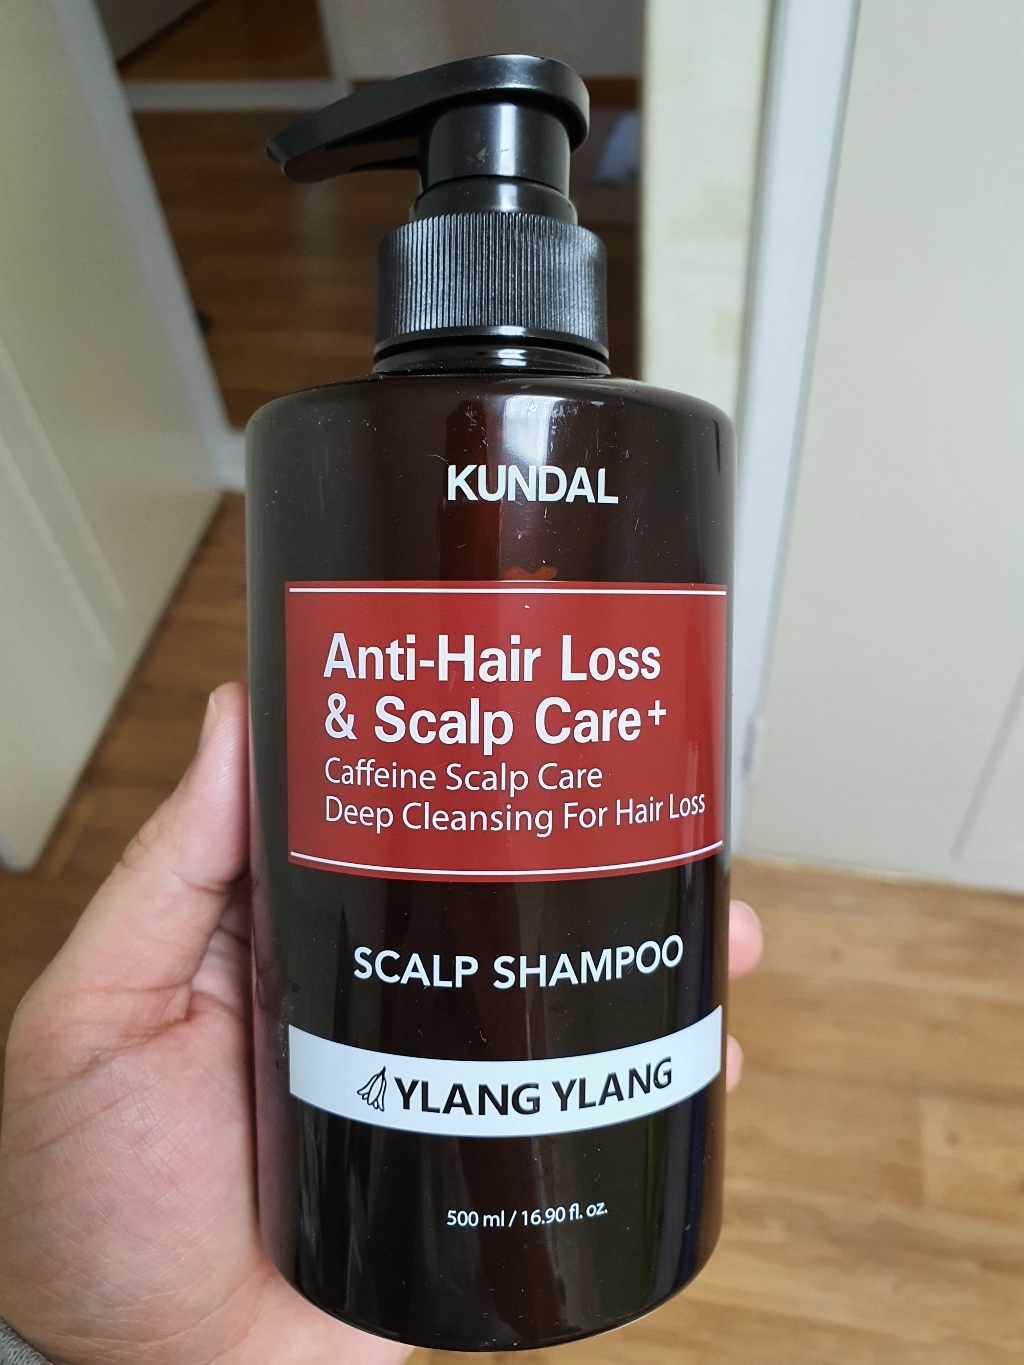 KUNDAL
Anti-Hair Loss
& Scalp Care+
Caffeine Scalp Care
Deep Cleansing For Hair Loss
SCALP SHAMPOO
YLANG YLANG
500 ml / 16.90 fl. oz.